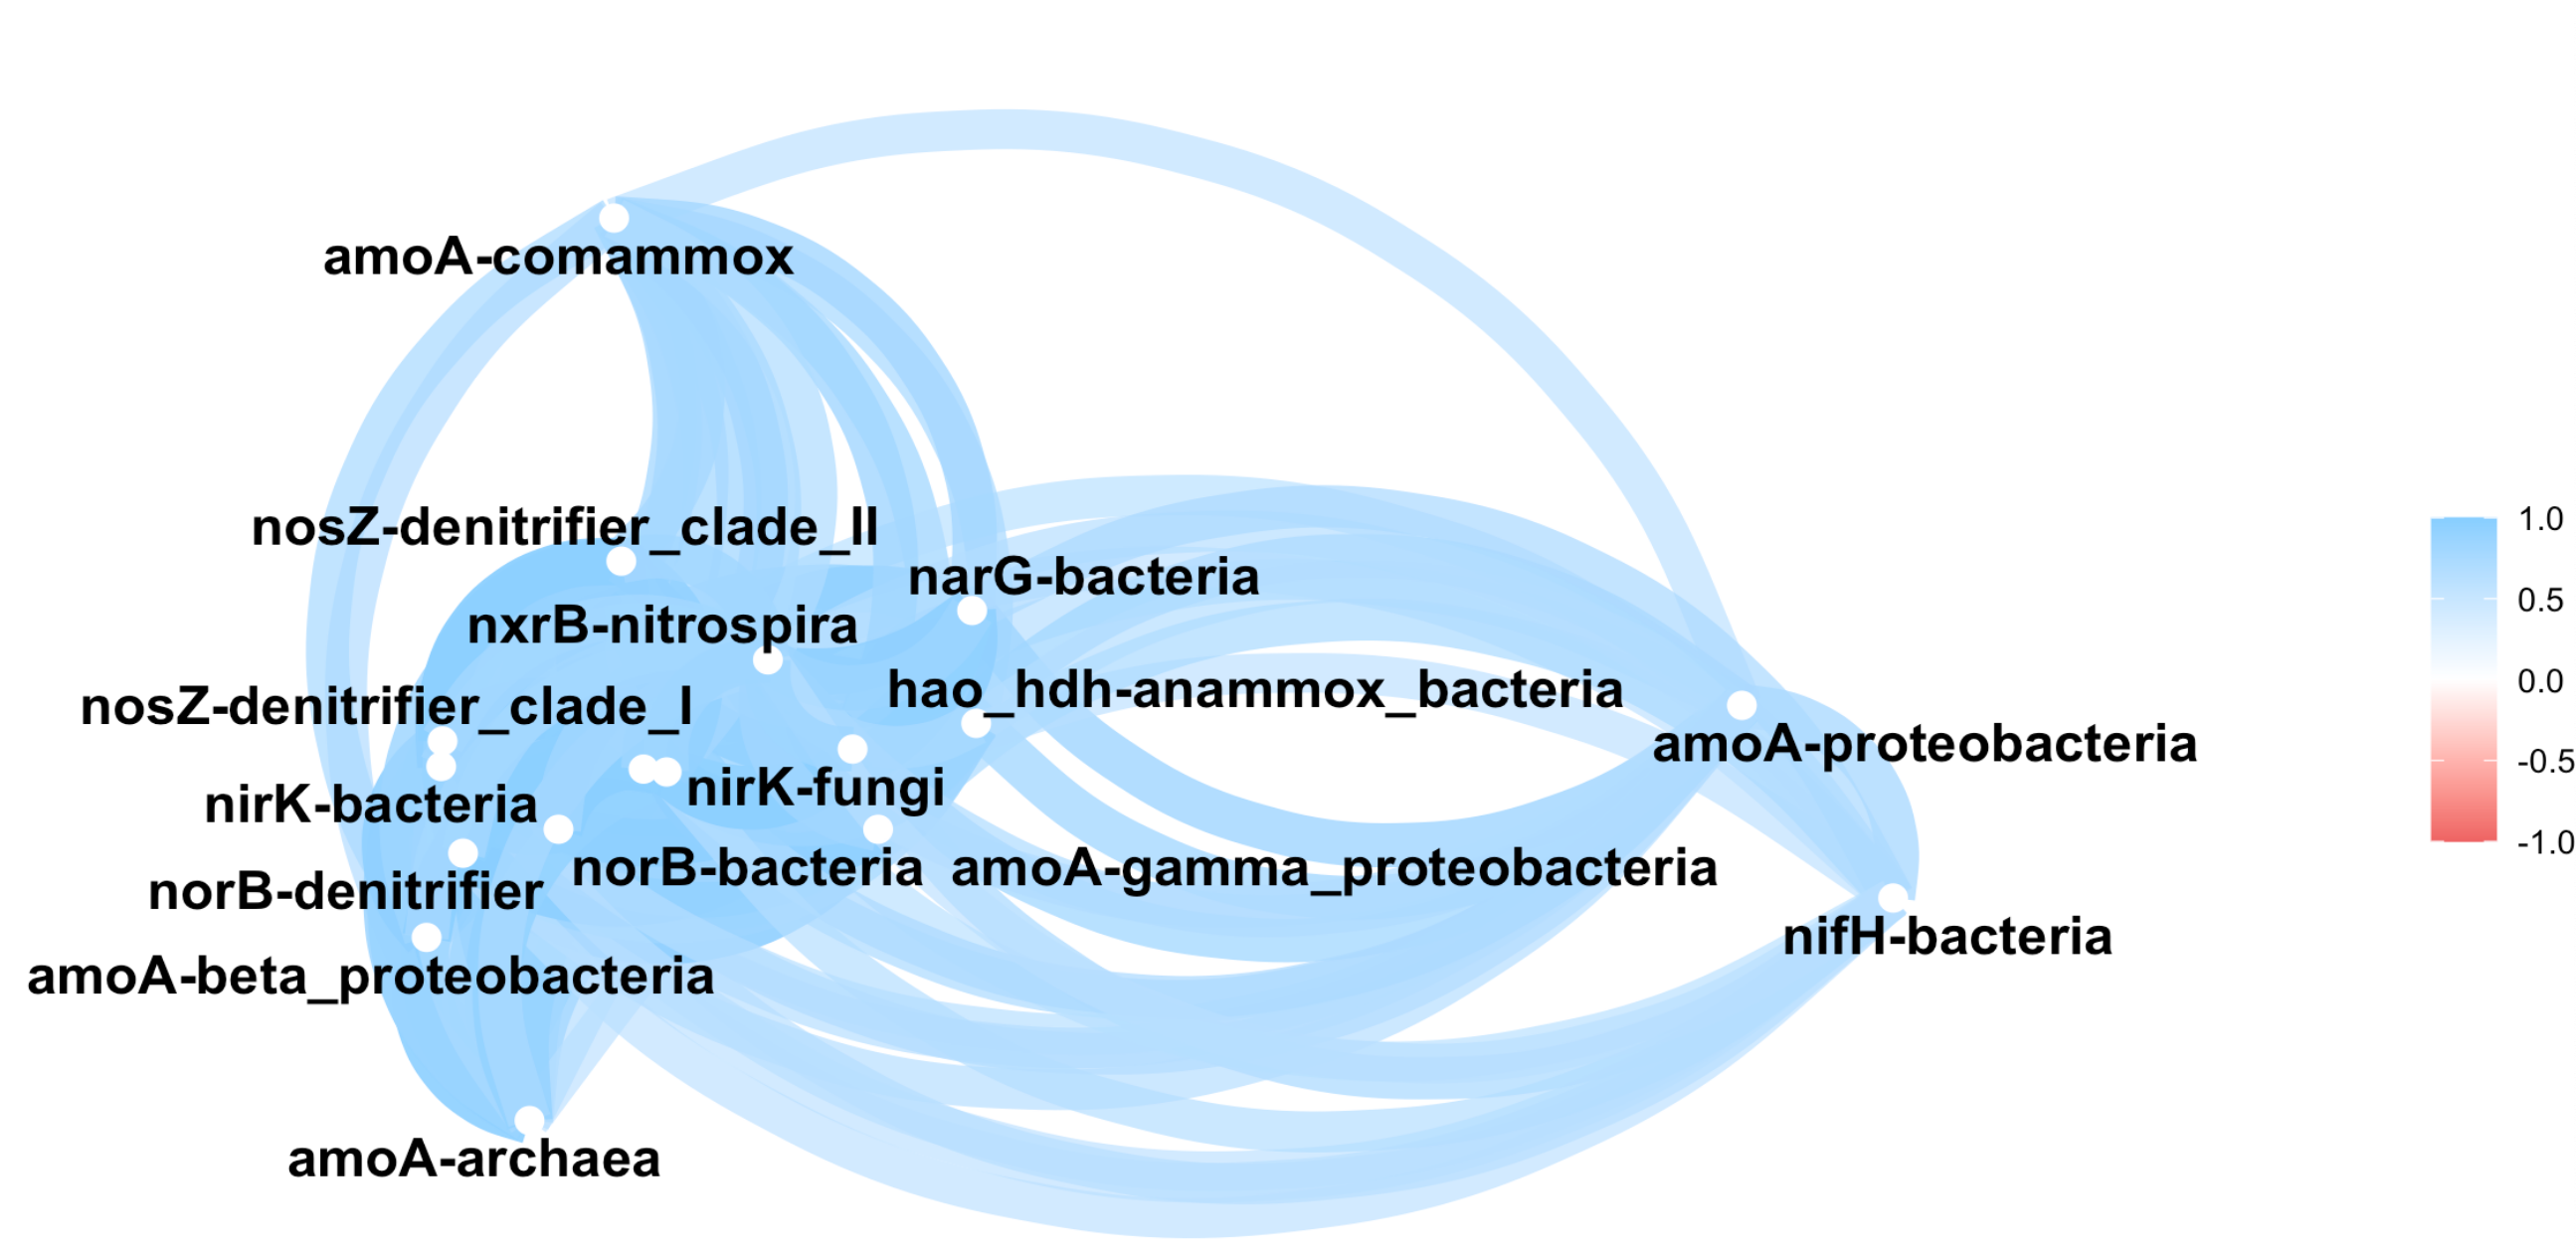 amoA-comammox
nosZ-denitrifier_clade_II
narG-bacteria
nxrB-nitrospira
hao_hdh-anammox_bacteria
nosZ-denitrifier_clade_I
amoA-proteobacteria
nirK-fungi
nirK-bacteria
norB-bacteria
amoA-gamma_proteobacteria
norB-denitrifier
nifH-bacteria
amoA-beta_proteobacteria
amoA-archaea
1.0
0.5
0.0
-0.5
-1.0